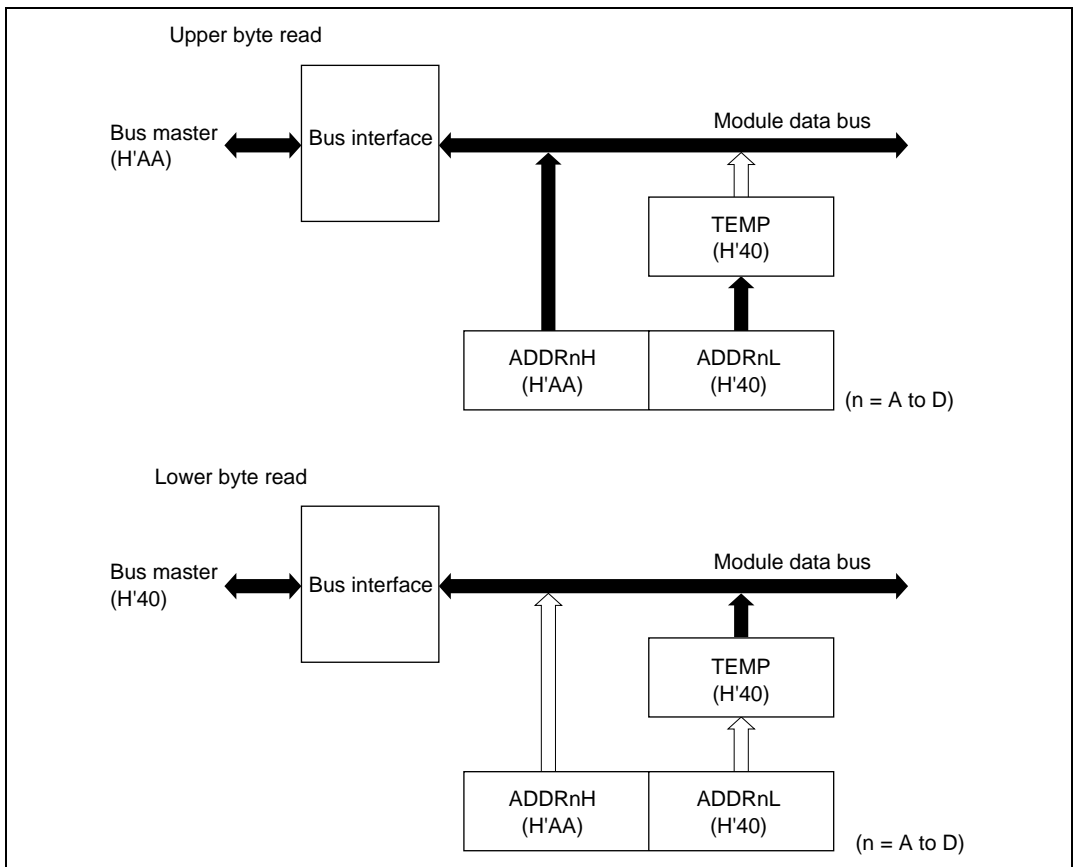 Upper byte read
Bus master
(H'AA)
Bus interface
Module data bus
TEMP
(H'40)
ADDRnH
(H'AA)
ADDRnL
(H'40)
(n = A to D)
Lower byte read
Bus master
(H'40)
Bus interface
Module data bus
TEMP
(H'40)
ADDRnH
(H'AA)
ADDRnL
(H'40)
(n = A to D)